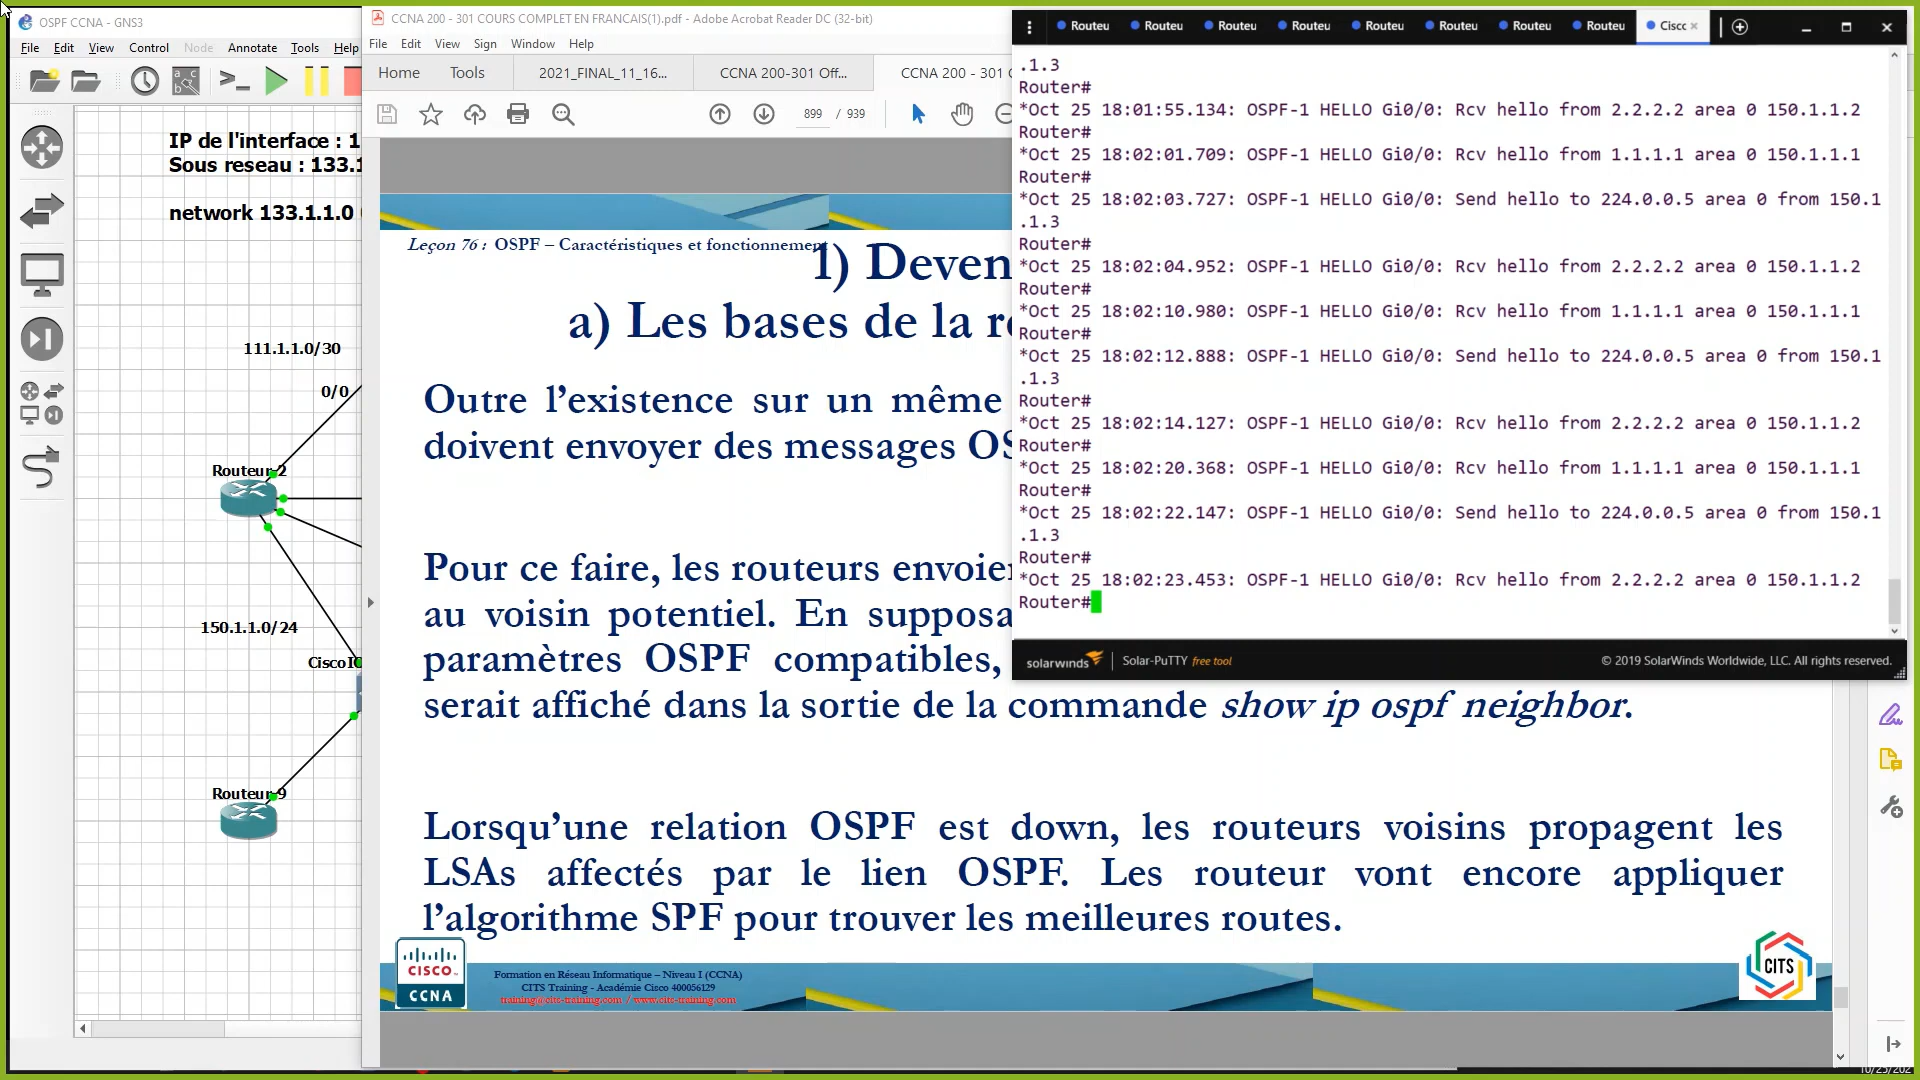 OSPF CCNA - GNS3
File Edit View Control Node Annotate Tools Help
IP de l'interface : 1
Sous reseau : 133.1
network 133.1.1.0
111.1.1.0/30
0/0
Routeur-2
150.1.1.0/24
CiscoIO
Routeur-9
CCNA 200 - 301 COURS COMPLET EN FRANCAIS(1).pdf - Adobe Acrobat Reader DC (32-bit)
File Edit View Sign Window Help
Home Tools 2021_FINAL_11_16... CCNA 200-301 Off... CCNA 200 - 301 C
899 / 939
Leçon 76 : OSPF – Caractéristiques et fonctionnement
1) Deven
a) Les bases de la re
Outre l’existence sur un même
doivent envoyer des messages OS
Pour ce faire, les routeurs envoien
au voisin potentiel. En supposa
paramètres OSPF compatibles,
serait affiché dans la sortie de la commande show ip ospf neighbor.
Lorsqu’une relation OSPF est down, les routeurs voisins propagent les
LSAs affectés par le lien OSPF. Les routeur vont encore appliquer
l’algorithme SPF pour trouver les meilleures routes.
CISCO
CCNA
Formation en Réseau Informatique – Niveau I (CCNA)
CITS Training - Académie Cisco 400056129
training@cits-training.com / www.cits-training.com
CITS
Routeu Routeu Routeu Routeu Routeu Routeu Routeu Routeu Cisco
.1.3
Router#
*Oct 25 18:01:55.134: OSPF-1 HELLO Gi0/0: Rcv hello from 2.2.2.2 area 0 150.1.1.2
Router#
*Oct 25 18:02:01.709: OSPF-1 HELLO Gi0/0: Rcv hello from 1.1.1.1 area 0 150.1.1.1
Router#
*Oct 25 18:02:03.727: OSPF-1 HELLO Gi0/0: Send hello to 224.0.0.5 area 0 from 150.1
.1.3
Router#
*Oct 25 18:02:04.952: OSPF-1 HELLO Gi0/0: Rcv hello from 2.2.2.2 area 0 150.1.1.2
Router#
*Oct 25 18:02:10.980: OSPF-1 HELLO Gi0/0: Rcv hello from 1.1.1.1 area 0 150.1.1.1
Router#
*Oct 25 18:02:12.888: OSPF-1 HELLO Gi0/0: Send hello to 224.0.0.5 area 0 from 150.1
.1.3
Router#
*Oct 25 18:02:14.127: OSPF-1 HELLO Gi0/0: Rcv hello from 2.2.2.2 area 0 150.1.1.2
Router#
*Oct 25 18:02:20.368: OSPF-1 HELLO Gi0/0: Rcv hello from 1.1.1.1 area 0 150.1.1.1
Router#
*Oct 25 18:02:22.147: OSPF-1 HELLO Gi0/0: Send hello to 224.0.0.5 area 0 from 150.1
.1.3
Router#
*Oct 25 18:02:23.453: OSPF-1 HELLO Gi0/0: Rcv hello from 2.2.2.2 area 0 150.1.1.2
Router#
solarwinds Solar-PuTTY free tool © 2019 SolarWinds Worldwide, LLC. All rights reserved.